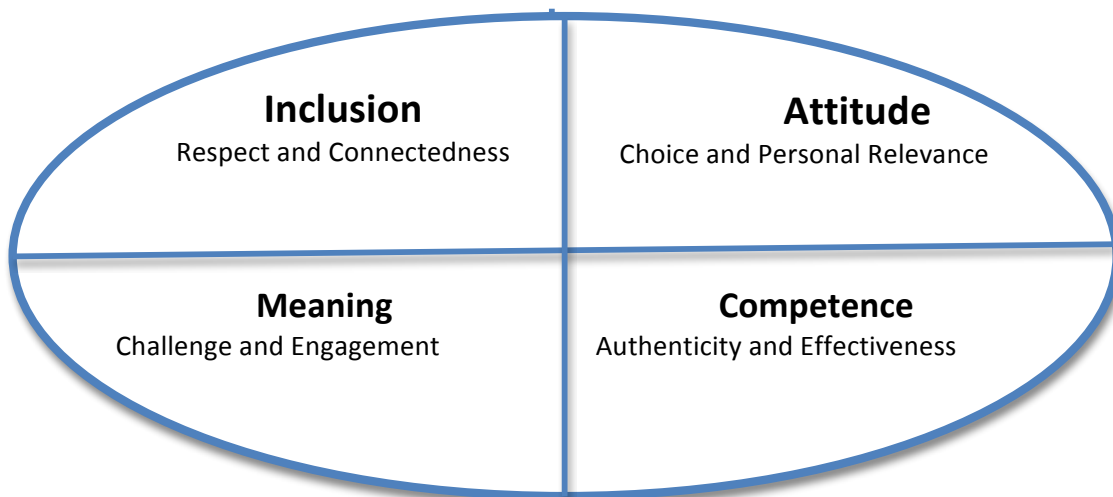 Inclusion
Respect and Connectedness
Attitude
Choice and Personal Relevance
Meaning
Challenge and Engagement
Competence
Authenticity and Effectiveness